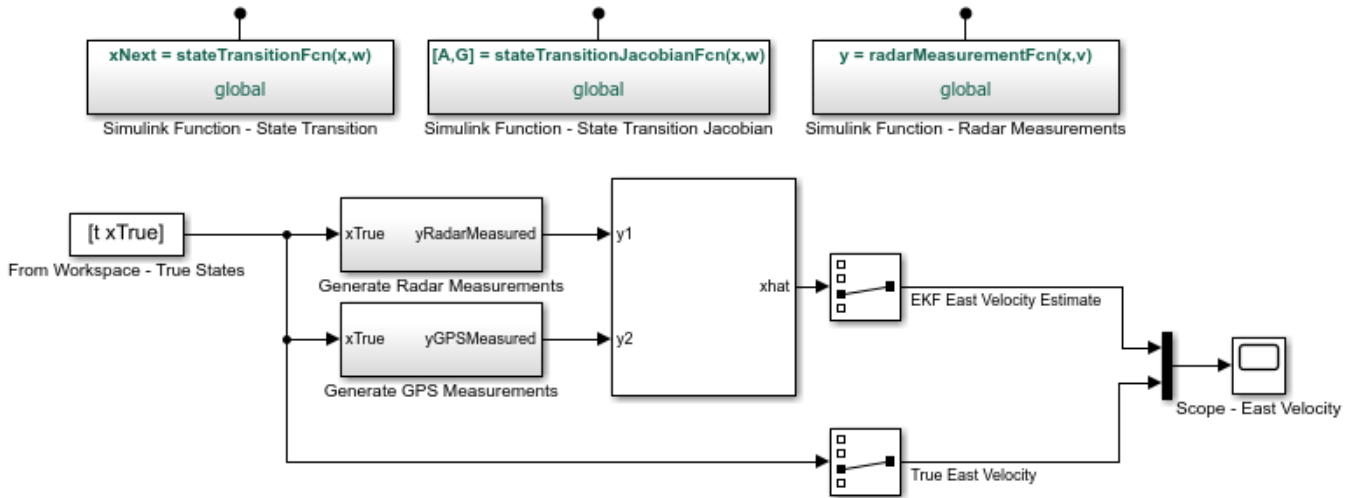 xNext = stateTransitionFcn(x,w)
global
Simulink Function - State Transition
[A,G] = stateTransitionJacobianFcn(x,w)
global
Simulink Function - State Transition Jacobian
y = radarMeasurementFcn(x,v)
global
Simulink Function - Radar Measurements
[t xTrue]
From Workspace - True States
xTrue yRadarMeasured
Generate Radar Measurements
xTrue yGPSMeasured
Generate GPS Measurements
y1
y2
xhat
EKF East Velocity Estimate
True East Velocity
Scope - East Velocity